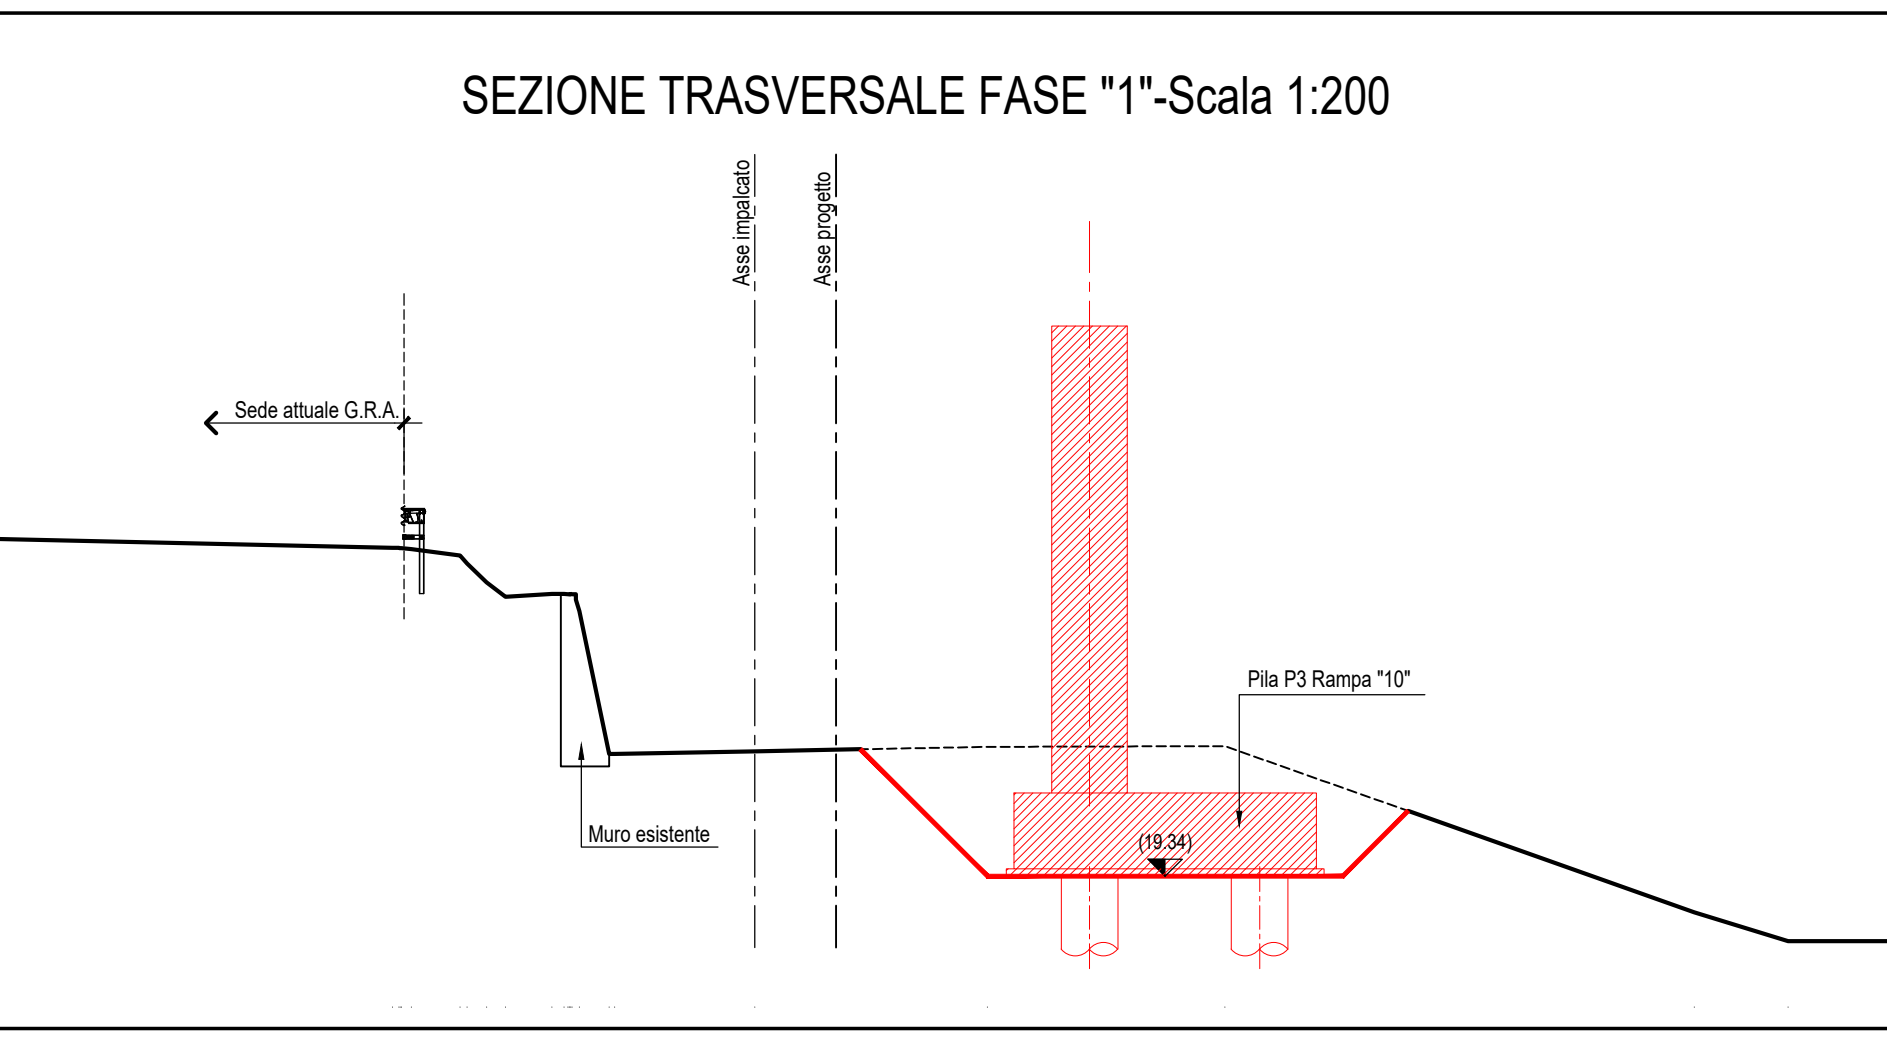 SEZIONE TRASVERSALE FASE "1"-Scala 1:200
Asse impalcato
Asse progetto
Sede attuale G.R.A.
Pila P3 Rampa "10"
Muro esistente
(19.34)